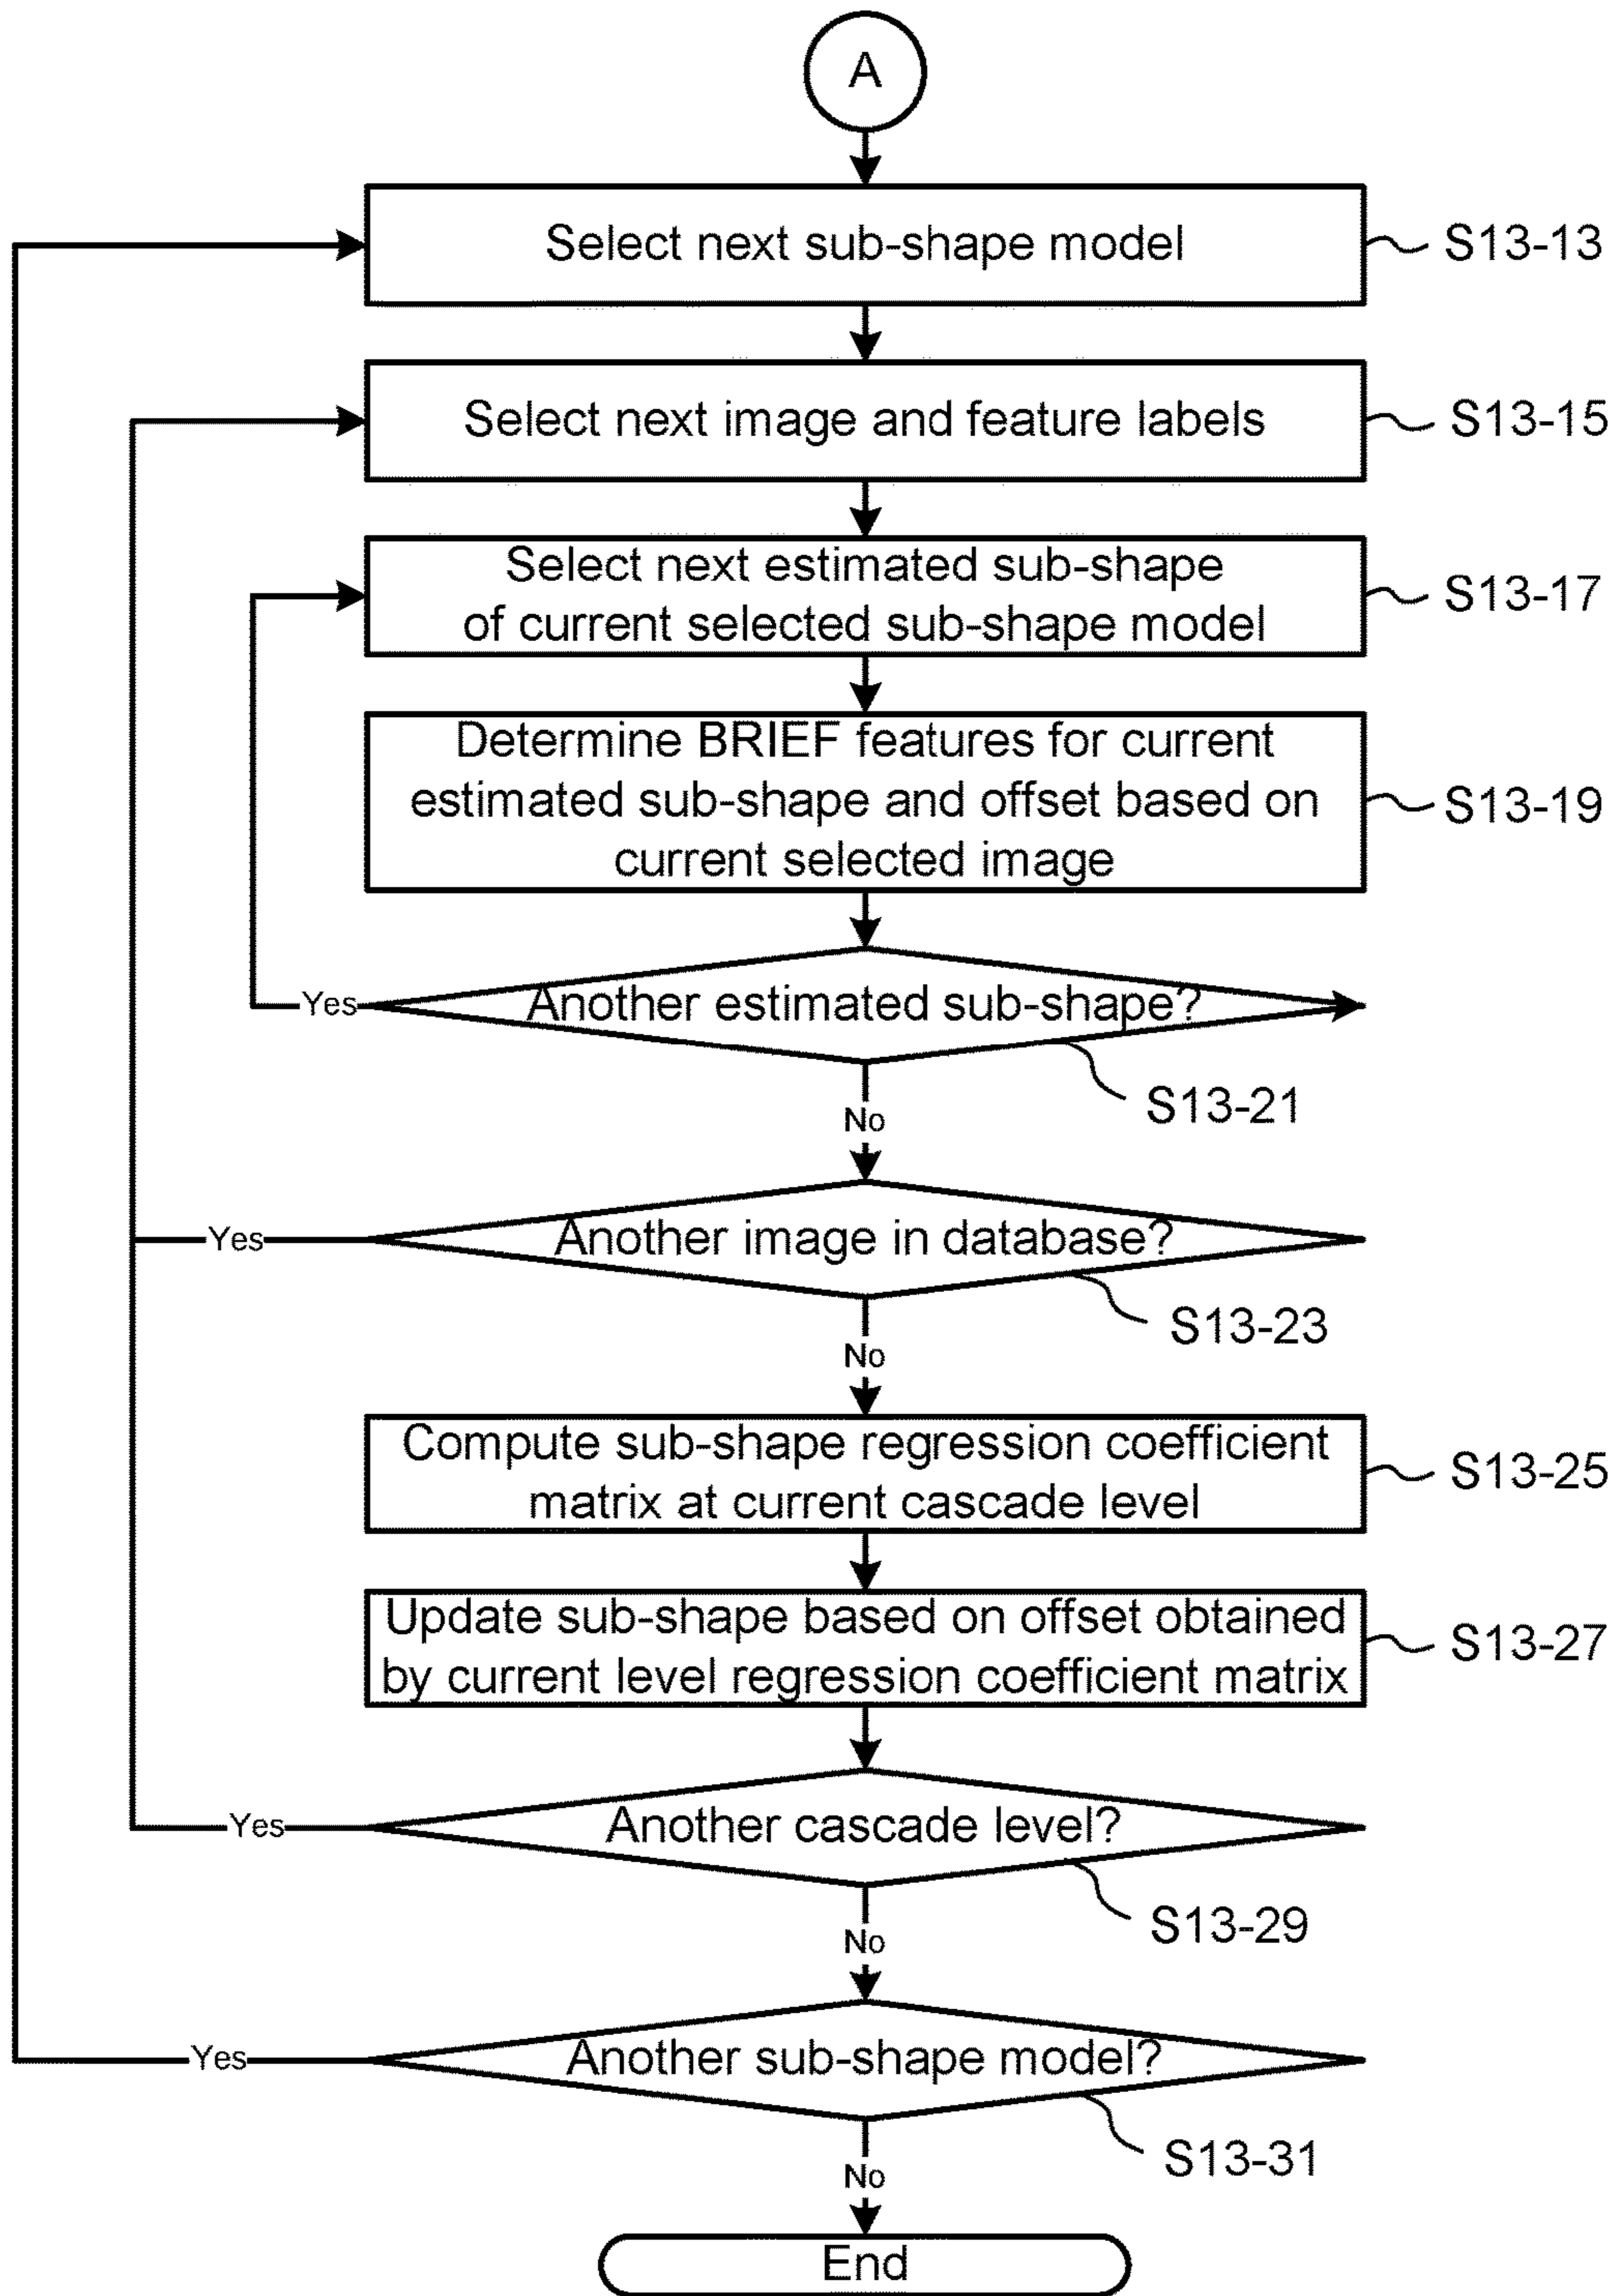 A
Select next sub-shape model
S13-13
Select next image and feature labels
S13-15
Select next estimated sub-shape
of current selected sub-shape model
S13-17
Determine BRIEF features for current
estimated sub-shape and offset based on
current selected image
S13-19
Another estimated sub-shape?
Yes
S13-21
No
Another image in database?
Yes
S13-23
No
Compute sub-shape regression coefficient
matrix at current cascade level
S13-25
Update sub-shape based on offset obtained
by current level regression coefficient matrix
S13-27
Another cascade level?
Yes
S13-29
No
Another sub-shape model?
Yes
S13-31
No
End